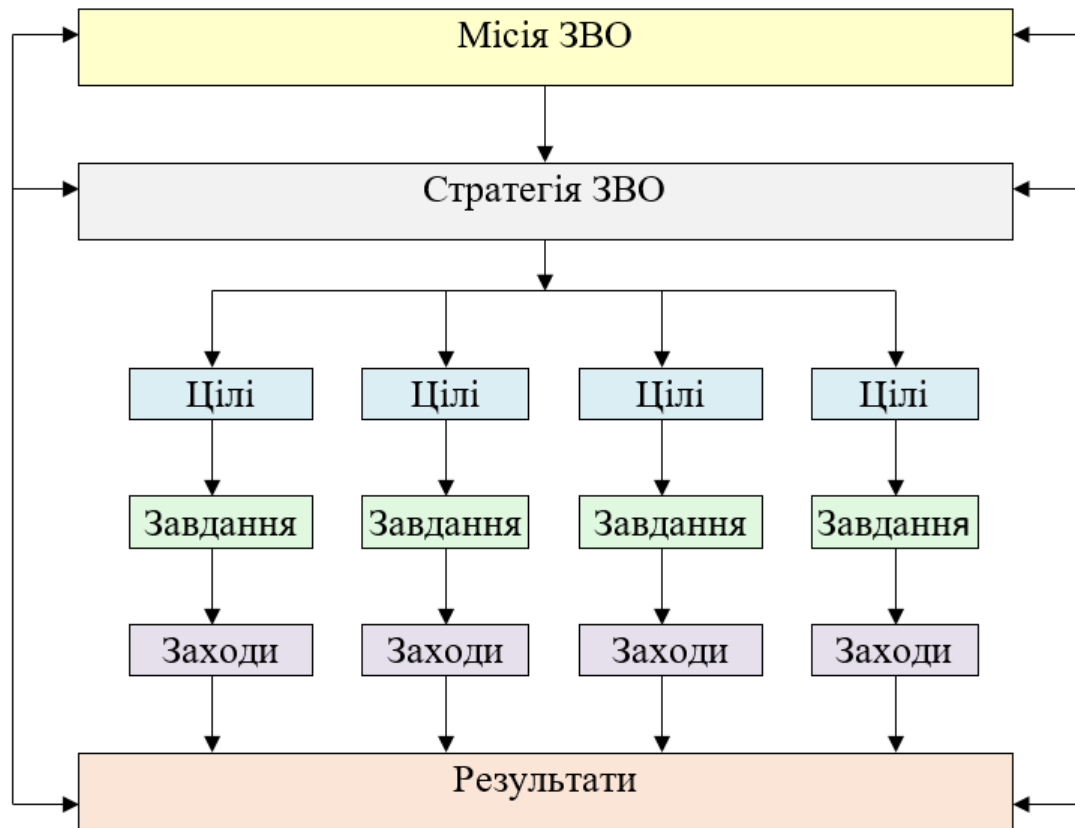 Місія ЗВО
Стратегія ЗВО
Цілі Цілі Цілі Цілі
Завдання Завдання Завдання Завдання
Заходи Заходи Заходи Заходи
Результати